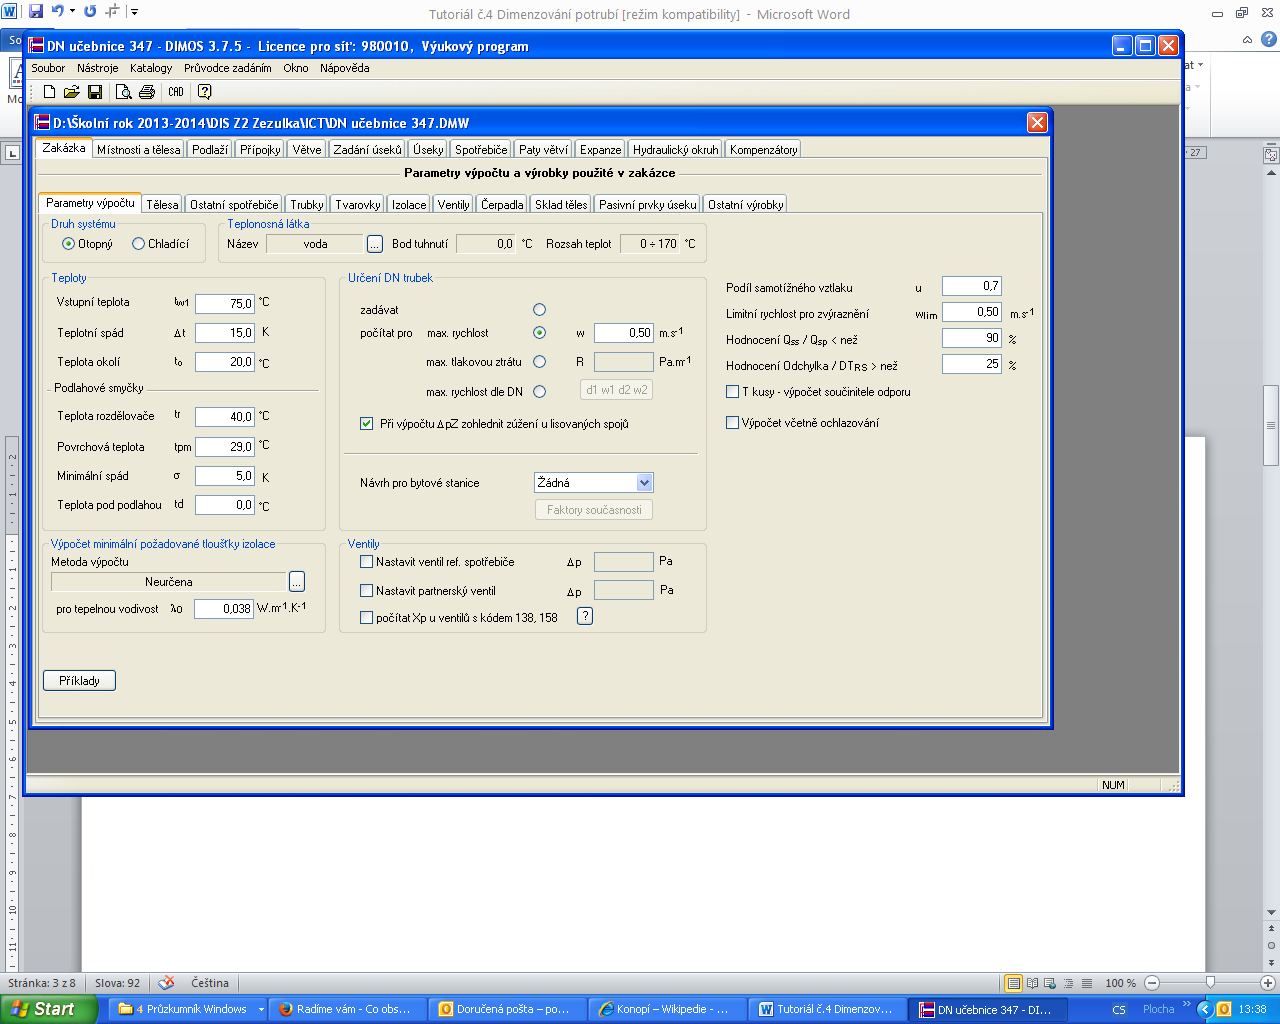 Tutoriál č.4 Dimenzování potrubí [režim kompatibility] - Microsoft Word
DN učebnice 347 - DIMOS 3.7.5 - Licence pro síť: 980010, Výukový program
Soubor Nástroje Katalogy Průvodce zadáním Okno Nápověda
CAD
D:\Školní rok 2013-2014\DIS Z2 Zezulka\ICT\DN učebnice 347.DMW
Zakázka Místnosti a tělesa Podlaží Přípojky Větve Zadání úseků Úseky Spotřebiče Paty větví Expanze Hydraulický okruh Kompenzátory
Parametry výpočtu a výrobky použité v zakázce
Parametry výpočtu Tělesa Ostatní spotřebiče Trubky Tvarovky Izolace Ventily Čerpadla Sklad těles Pasivní prvky úseku Ostatní výrobky
Druh systému
Otopný Chladící
Teplonosná látka
Název voda ... Bod tuhnutí 0,0 °C Rozsah teplot 0 ÷ 170 °C
Teploty
Vstupní teplota tw1 75,0 °C
Teplotní spád Δt 15,0 K
Teplota okolí to 20,0 °C
Podlahové smyčky
Teplota rozdělovače tr 40,0 °C
Povrchová teplota tpm 29,0 °C
Minimální spád σ 5,0 K
Teplota pod podlahou td 0,0 °C
Určení DN trubek
zadávat
počítat pro max. rychlost w 0,50 m.s-1
max. tlakovou ztrátu R Pa.m-1
max. rychlost dle DN d1 w1 d2 w2
Při výpočtu ΔpZ zohlednit zúžení u lisovaných spojů
Návrh pro bytové stanice Žádná
Faktory současnosti
Podíl samotížného vztlaku u 0,7
Limitní rychlost pro zvýraznění wlim 0,50 m.s-1
Hodnocení Qss / Qsp < než 90 %
Hodnocení Odchylka / DTRS > než 25 %
T kusy - výpočet součinitele odporu
Výpočet včetně ochlazování
Výpočet minimální požadované tloušťky izolace
Metoda výpočtu
Neurčena ...
pro tepelnou vodivost λ0 0,038 W.m-1.K-1
Ventily
Nastavit ventil ref. spotřebiče Δp Pa
Nastavit partnerský ventil Δp Pa
počítat Xp u ventilů s kódem 138, 158 ?
Příklady
NUM
Stránka: 3 z 8 Slova: 92 Čeština 100 %
Start 4 Průzkumník Windows Radíme vám - Co obs... Doručená pošta – po... Konopí – Wikipedie - ... Tutoriál č.4 Dimenzov... DN učebnice 347 - DI... CS Plocha 13:38